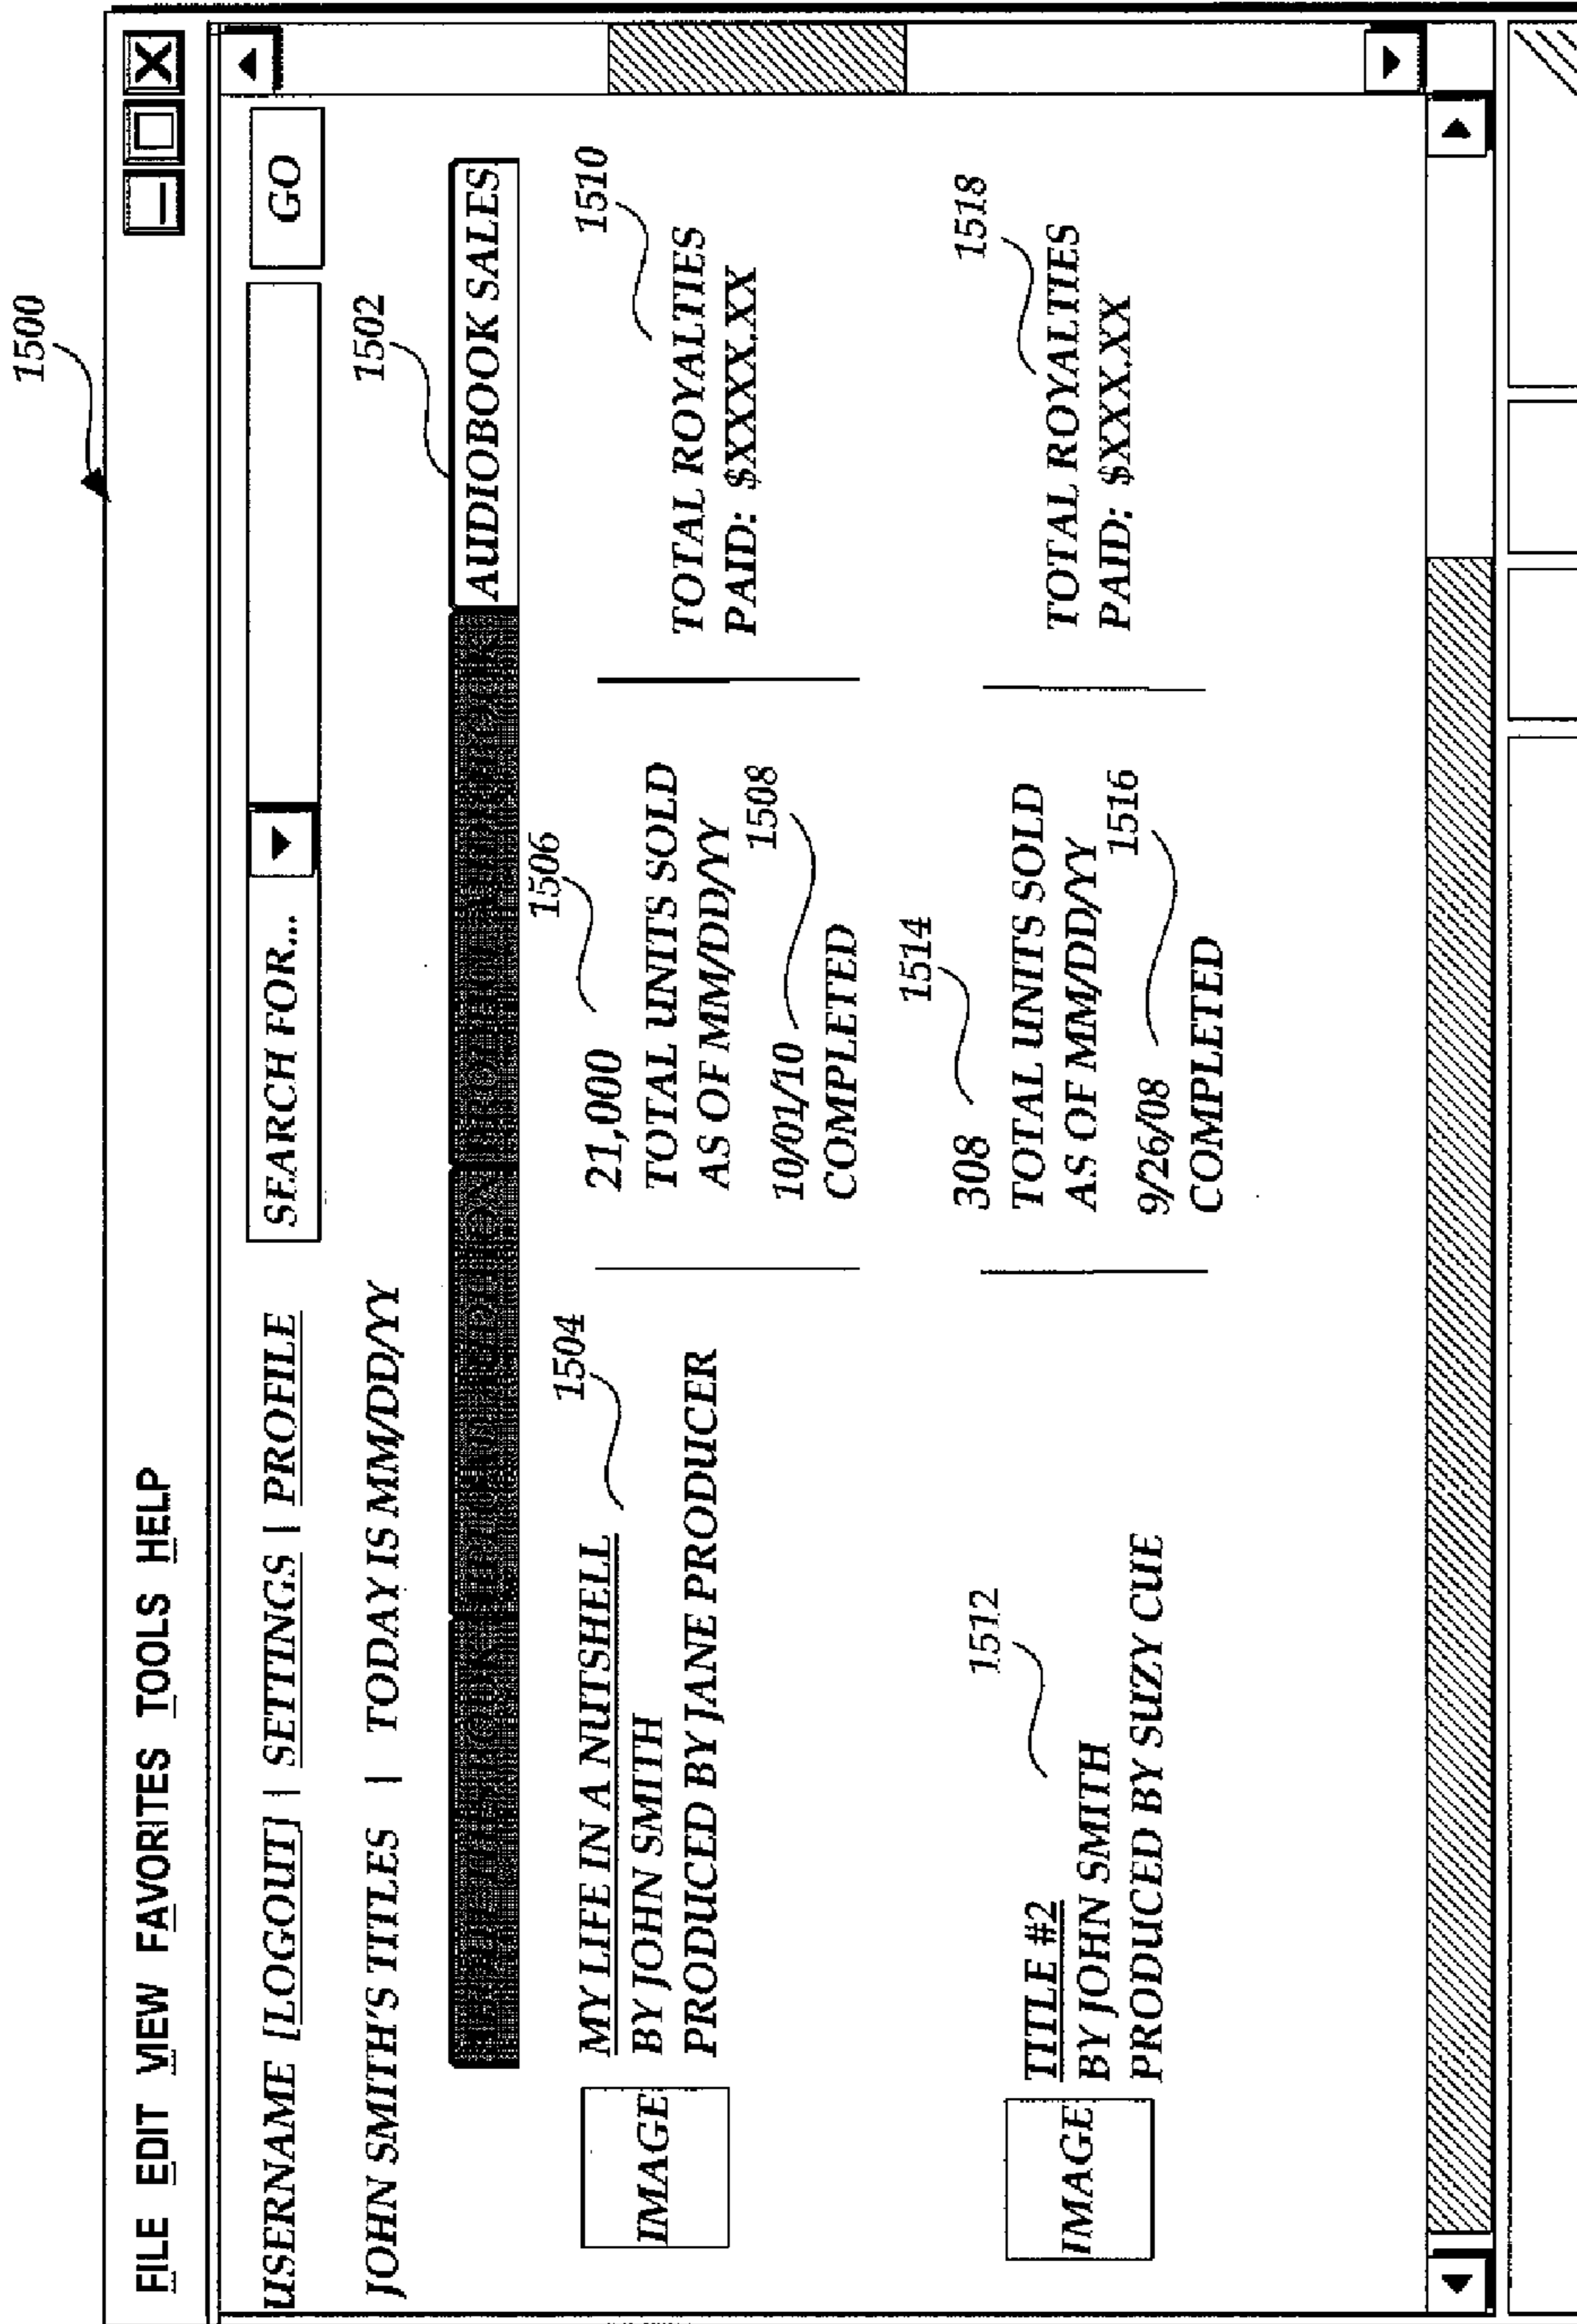 1500
FILE EDIT VIEW FAVORITES TOOLS HELP
USERNAME [LOGOUT] | SETTINGS | PROFILE
SEARCH FOR...
GO
JOHN SMITH'S TITLES | TODAY IS MM/DD/YY
1502
AUDIOBOOK SALES
1504
MY LIFE IN A NUTSHELL
BY JOHN SMITH
PRODUCED BY JANE PRODUCER
IMAGE
1506
21,000
TOTAL UNITS SOLD
AS OF MM/DD/YY
1508
10/01/10
COMPLETED
1510
TOTAL ROYALTIES
PAID: $XXXX.XX
1512
TITLE #2
BY JOHN SMITH
PRODUCED BY SUZY CUE
IMAGE
1514
308
TOTAL UNITS SOLD
AS OF MM/DD/YY
1516
9/26/08
COMPLETED
1518
TOTAL ROYALTIES
PAID: $XXX.XX